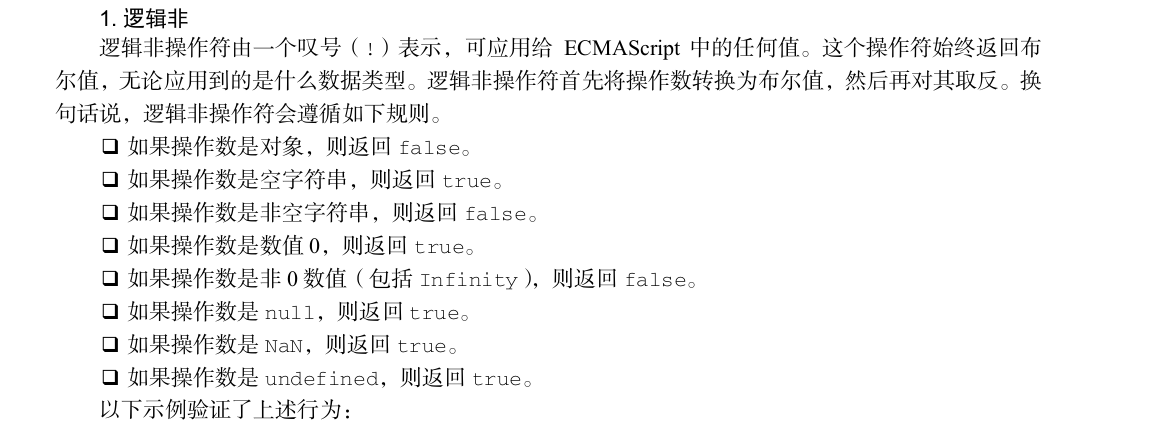 1. 逻辑非
逻辑非操作符由一个叹号（!）表示，可应用给 ECMAScript 中的任何值。这个操作符始终返回布
尔值，无论应用到的是什么数据类型。逻辑非操作符首先将操作数转换为布尔值，然后再对其取反。换
句话说，逻辑非操作符会遵循如下规则。
❑ 如果操作数是对象，则返回 false。
❑ 如果操作数是空字符串，则返回 true。
❑ 如果操作数是非空字符串，则返回 false。
❑ 如果操作数是数值 0，则返回 true。
❑ 如果操作数是非 0 数值（包括 Infinity），则返回 false。
❑ 如果操作数是 null，则返回 true。
❑ 如果操作数是 NaN，则返回 true。
❑ 如果操作数是 undefined，则返回 true。
以下示例验证了上述行为：